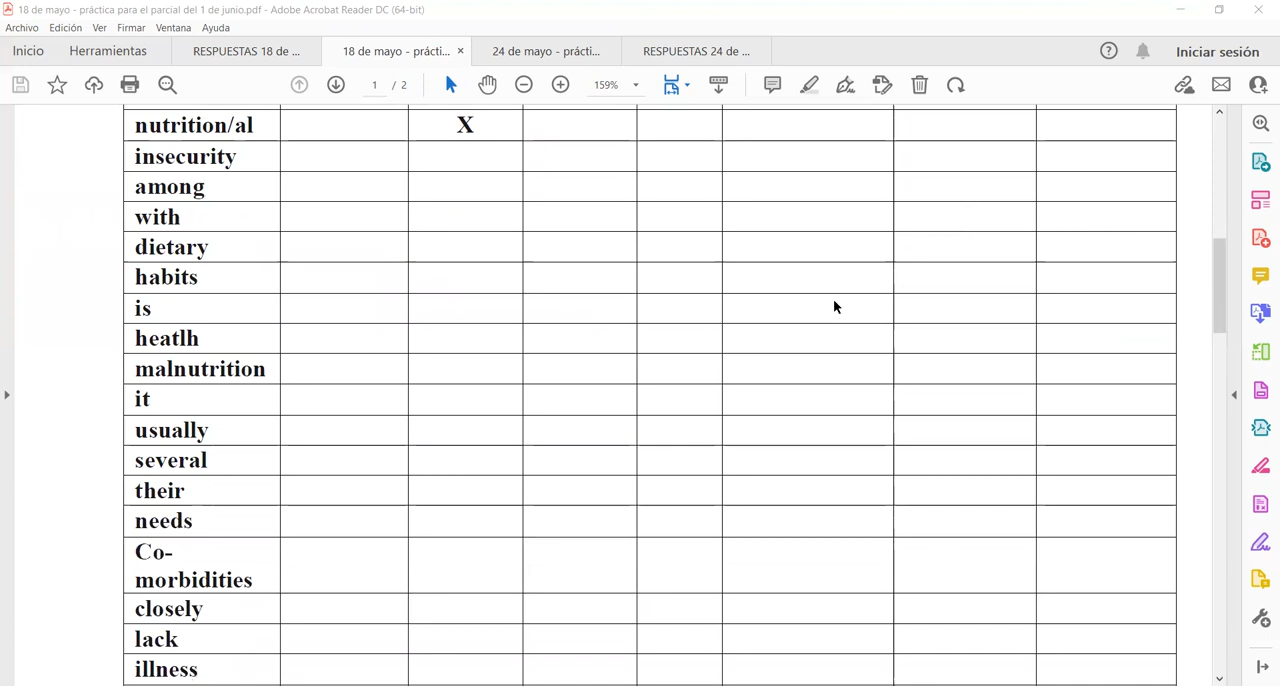 18 de mayo - práctica para el parcial del 1 de junio.pdf - Adobe Acrobat Reader DC (64-bit)
Archivo Edición Ver Firmar Ventana Ayuda
Inicio Herramientas RESPUESTAS 18 de ... 18 de mayo - prácti... × 24 de mayo - prácti... RESPUESTAS 24 de ... Iniciar sesión
1 / 2 159%
nutrition/al X
insecurity
among
with
dietary
habits
is
heatlh
malnutrition
it
usually
several
their
needs
Co-
morbidities
closely
lack
illness